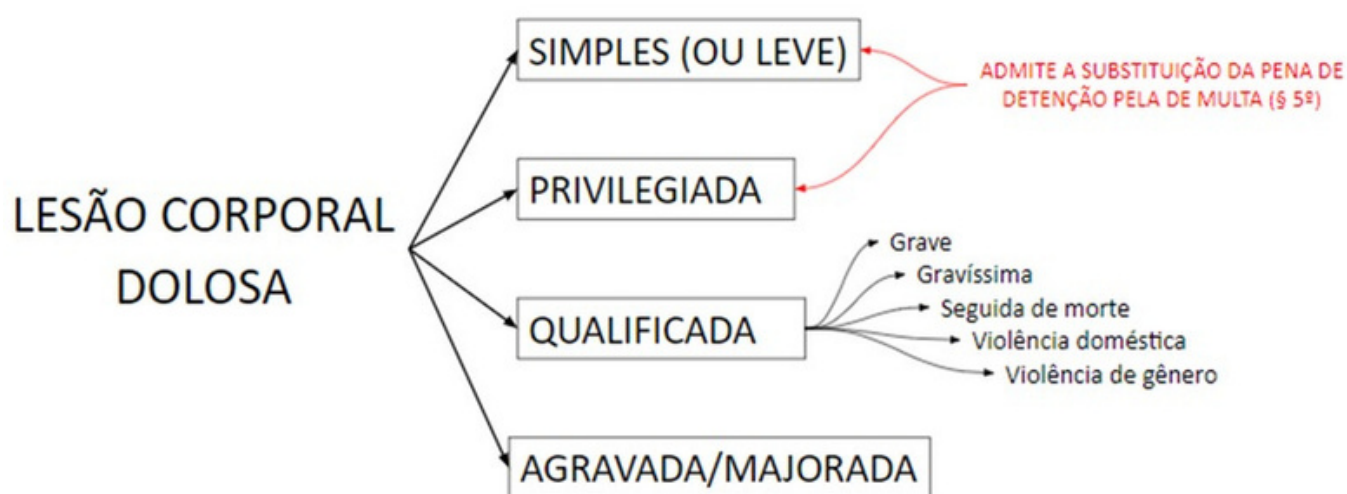 SIMPLES (OU LEVE)
ADMITE A SUBSTITUIÇÃO DA PENA DE
DETENÇÃO PELA DE MULTA (§ 5º)
LESÃO CORPORAL
DOLOSA
PRIVILEGIADA
QUALIFICADA
Grave
Gravíssima
Seguida de morte
Violência doméstica
Violência de gênero
AGRAVADA/MAJORADA